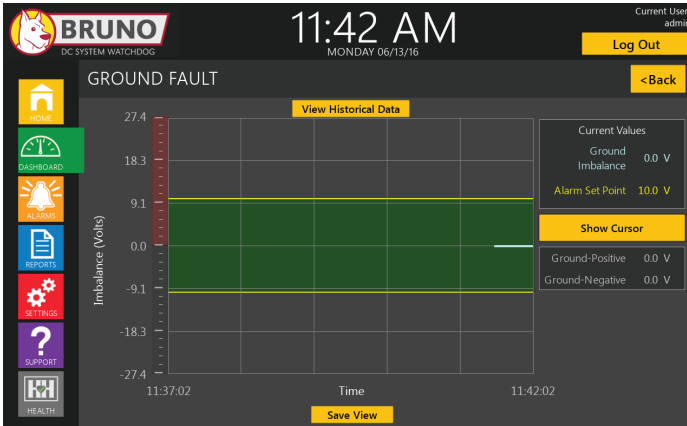 BRUNO
DC SYSTEM WATCHDOG
11:42 AM
MONDAY 06/13/16
Current User
admin
Log Out
GROUND FAULT
<Back
HOME
DASHBOARD
ALARMS
REPORTS
SETTINGS
?
SUPPORT
HEALTH
View Historical Data
Imbalance (Volts)
27.4
18.3
9.1
0.0
-9.1
-18.3
-27.4
11:37:02
Time
11:42:02
Save View
Current Values
Ground
Imbalance 0.0 V
Alarm Set Point 10.0 V
Show Cursor
Ground-Positive 0.0 V
Ground-Negative 0.0 V